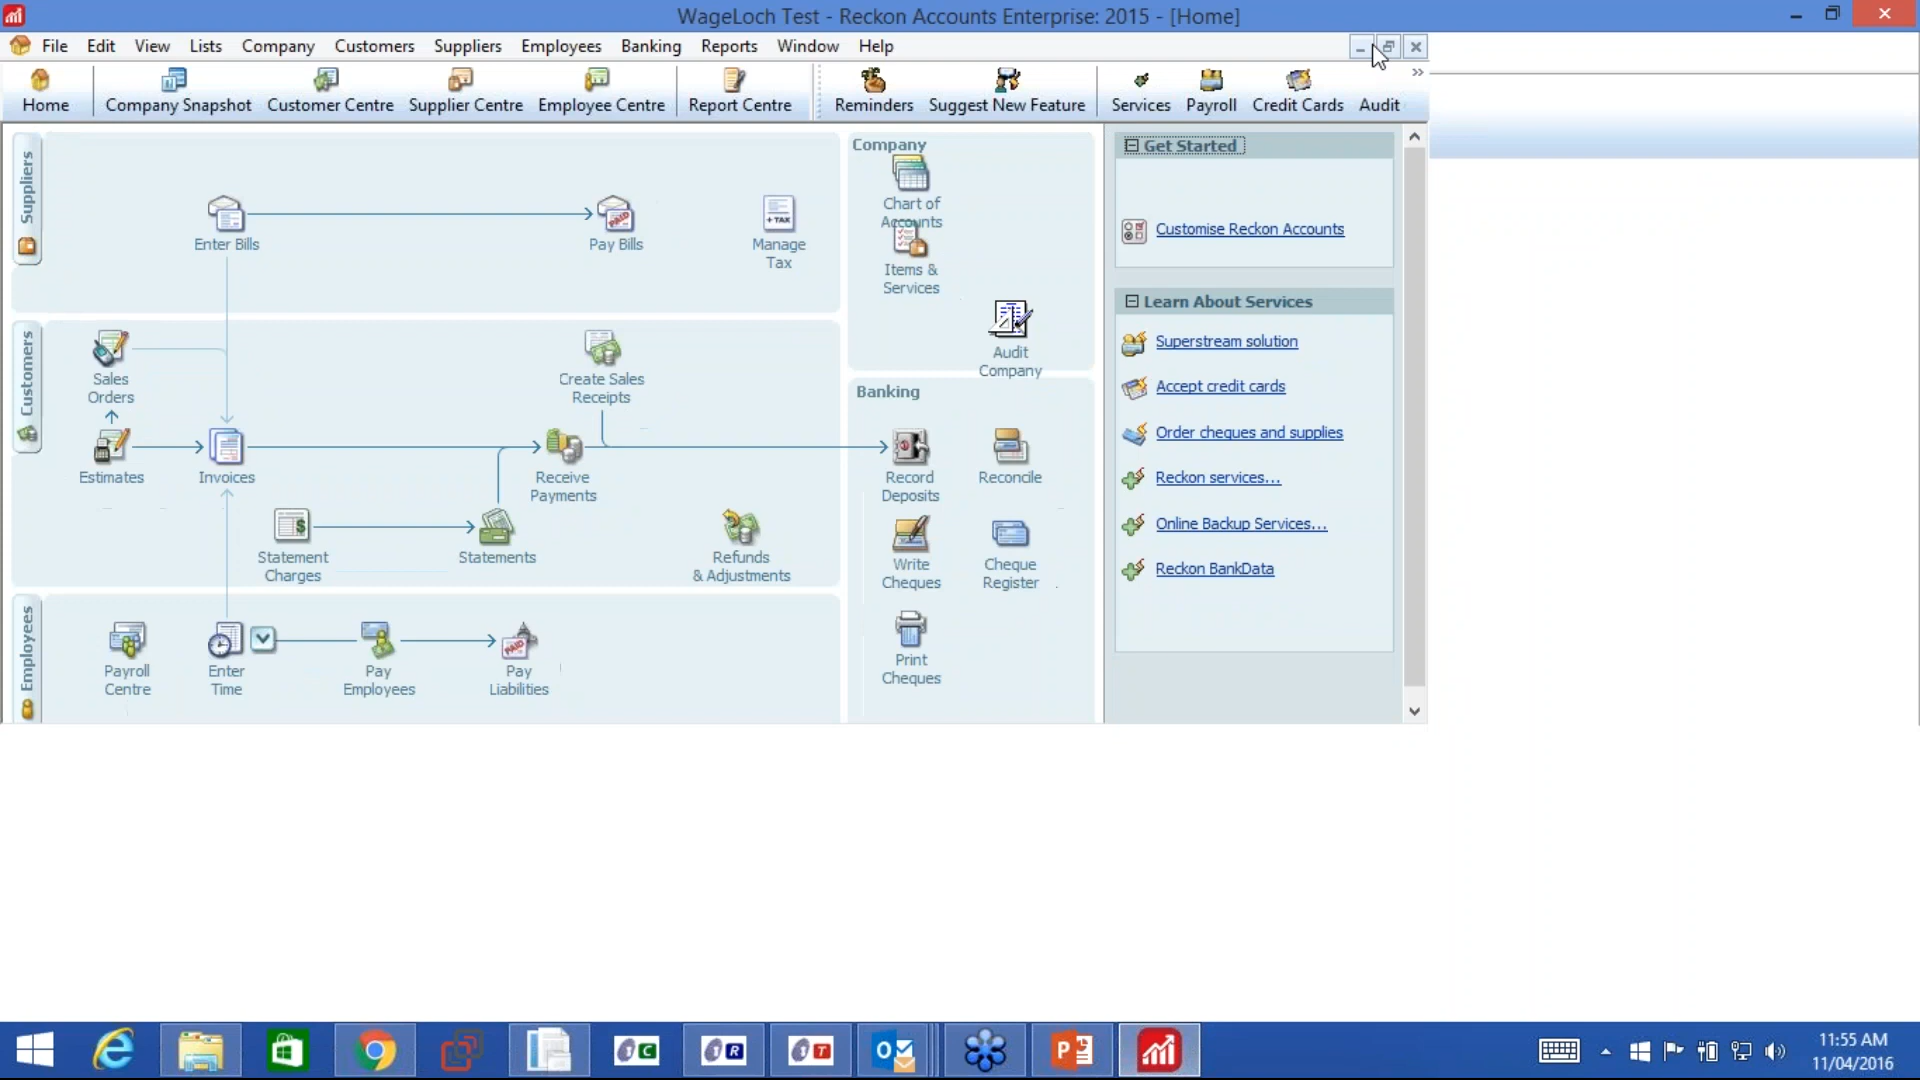 WageLoch Test - Reckon Accounts Enterprise: 2015 - [Home]
File Edit View Lists Company Customers Suppliers Employees Banking Reports Window Help
Home Company Snapshot Customer Centre Supplier Centre Employee Centre Report Centre Reminders Suggest New Feature Services Payroll Credit Cards Audit
Suppliers
Enter Bills
Pay Bills
Manage
Tax
Customers
Sales
Orders
Create Sales
Receipts
Estimates
Invoices
Receive
Payments
Statement
Charges
Statements
Refunds
& Adjustments
Employees
Payroll
Centre
Enter
Time
Pay
Employees
Pay
Liabilities
Company
Chart of
Accounts
Items &
Services
Audit
Company
Banking
Record
Deposits
Reconcile
Write
Cheques
Cheque
Register
Print
Cheques
Get Started
Customise Reckon Accounts
Learn About Services
Superstream solution
Accept credit cards
Order cheques and supplies
Reckon services...
Online Backup Services...
Reckon BankData
11:55 AM
11/04/2016